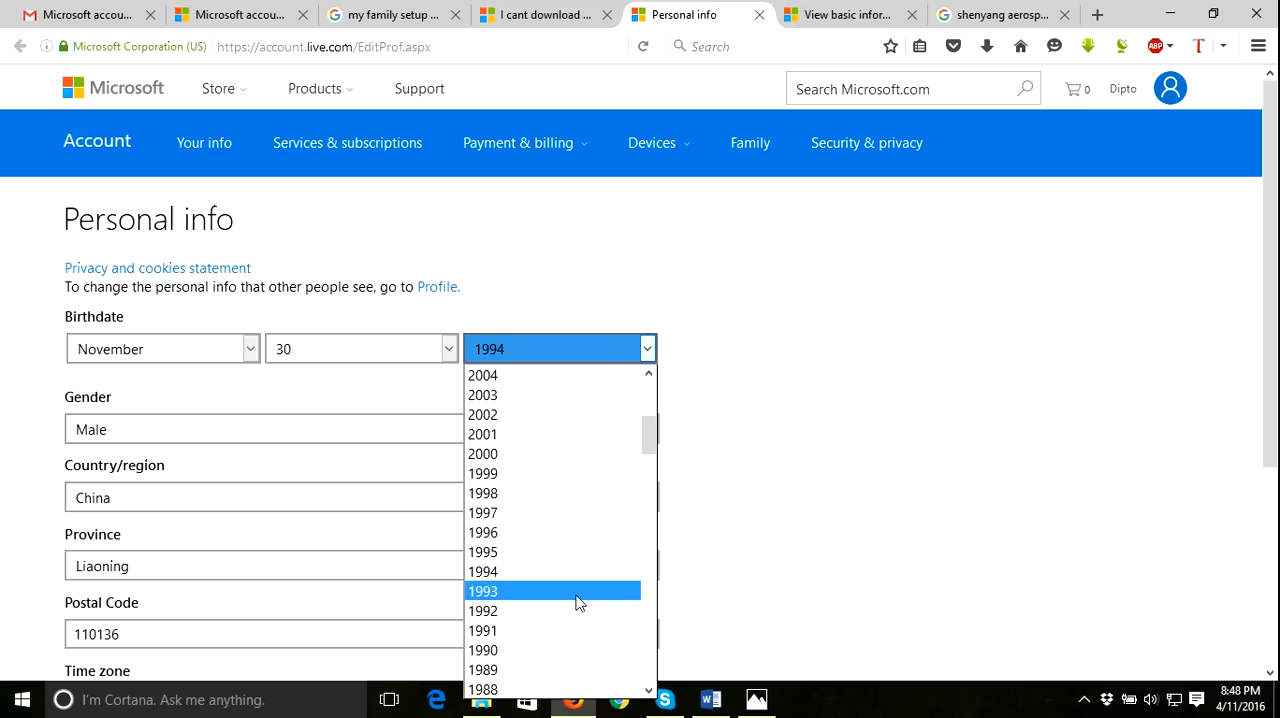 Microsoft accou...
Microsoft accou...
my family setup ...
I cant download ...
Personal info
View basic infor...
shenyang aerosp...
Microsoft Corporation (US)
https://account.live.com/EditProf.aspx
Search
ABP
T
Microsoft
Store
Products
Support
Search Microsoft.com
0
Dipto
Account
Your info
Services & subscriptions
Payment & billing
Devices
Family
Security & privacy
Personal info
Privacy and cookies statement
To change the personal info that other people see, go to Profile.
Birthdate
November
30
1994
2004
2003
2002
2001
2000
1999
1998
1997
1996
1995
1994
1993
1992
1991
1990
1989
1988
Gender
Male
Country/region
China
Province
Liaoning
Postal Code
110136
Time zone
I'm Cortana. Ask me anything.
8:48 PM
4/11/2016